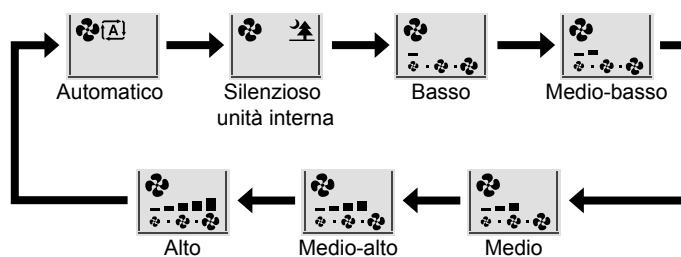 A
Automatico
Silenzioso
unità interna
Basso
Medio-basso
Medio
Medio-alto
Alto